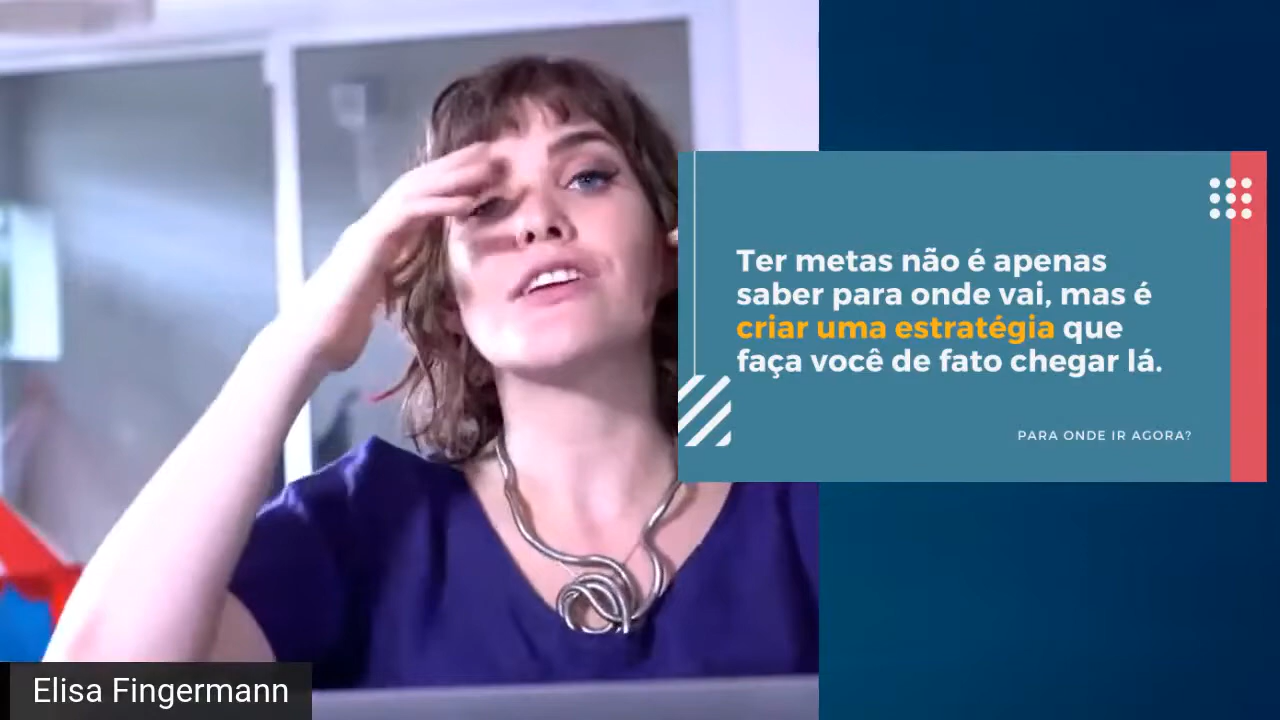 Ter metas não é apenas
saber para onde vai, mas é
criar uma estratégia que
faça você de fato chegar lá.
PARA ONDE IR AGORA?
Elisa Fingermann